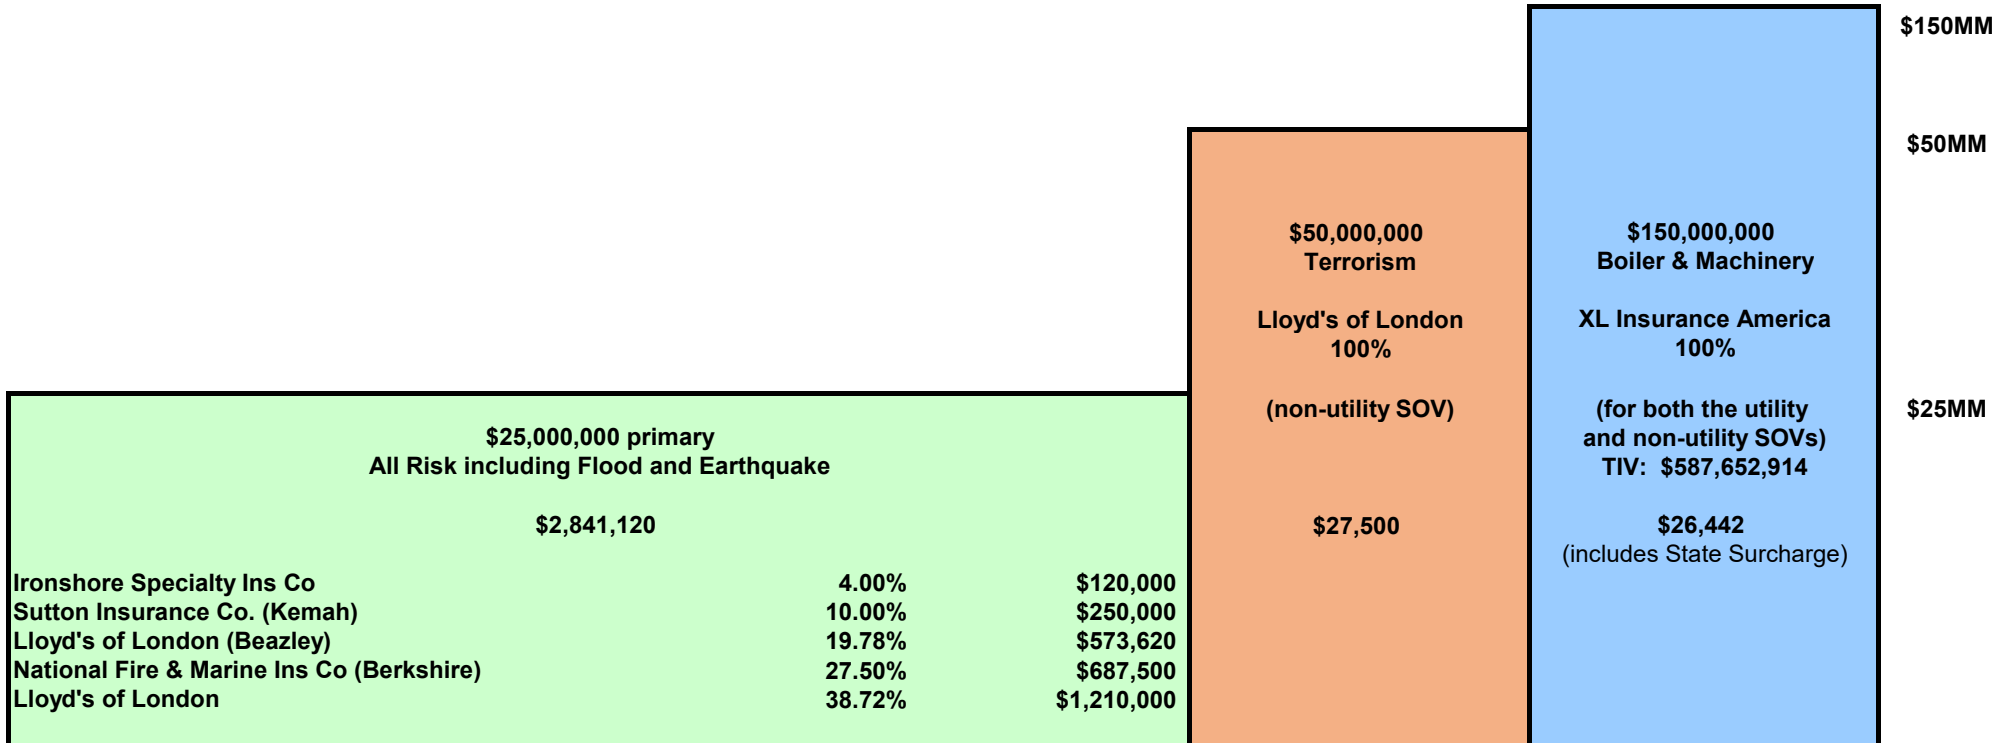 $150MM
$50MM
$50,000,000
Terrorism
Lloyd's of London
100%
(non-utility SOV)
$27,500
$150,000,000
Boiler & Machinery
XL Insurance America
100%
(for both the utility
and non-utility SOVs)
TIV:  $587,652,914
$26,442
(includes State Surcharge)
$25MM
$25,000,000 primary
All Risk including Flood and Earthquake
$2,841,120
Ironshore Specialty Ins Co 4.00% $120,000
Sutton Insurance Co. (Kemah) 10.00% $250,000
Lloyd's of London (Beazley) 19.78% $573,620
National Fire & Marine Ins Co (Berkshire) 27.50% $687,500
Lloyd's of London 38.72% $1,210,000